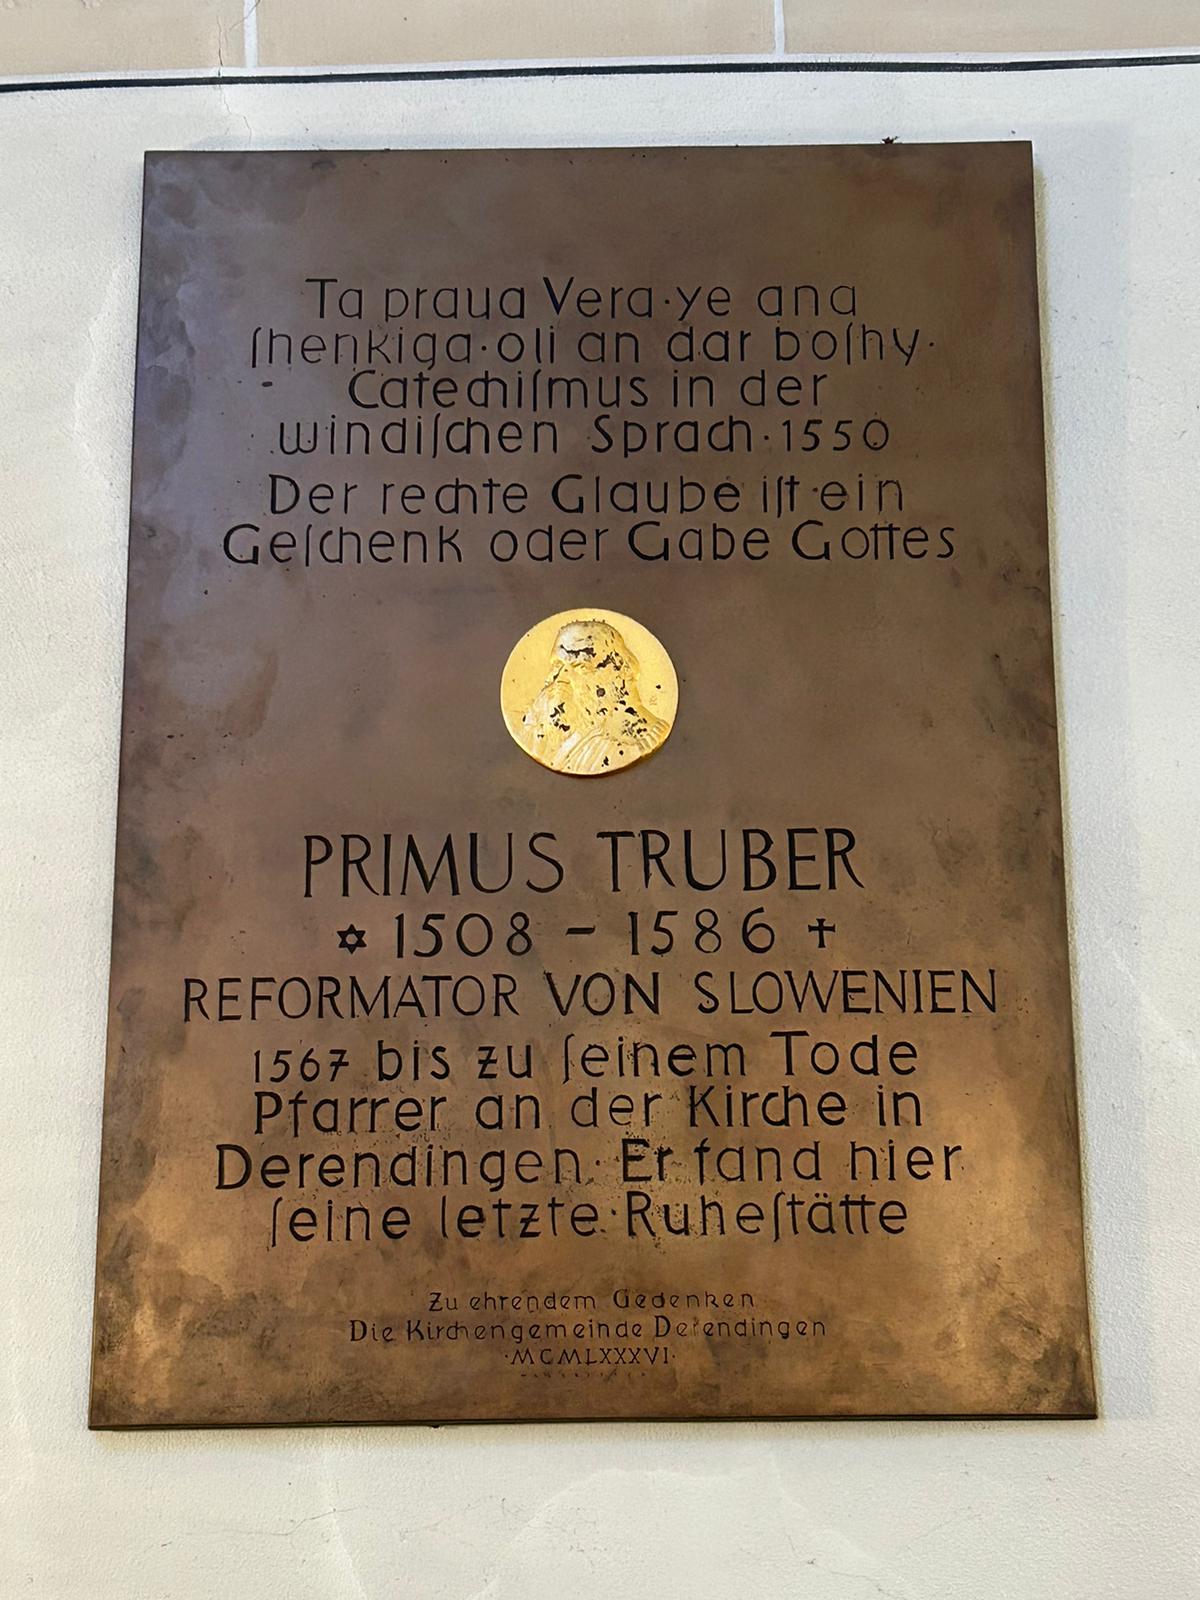 Ta praua Vera·ye ana
ſhenkiga·oli an dar boſhy·
Catechiſmus in der
windiſchen Sprach·1550
Der rechte Glaube iſt ein
Geſchenk oder Gabe Gottes
PRIMUS TRUBER
✡ 1508 – 1586 ✝
REFORMATOR VON SLOWENIEN
1567 bis zu ſeinem Tode
Pfarrer an der Kirche in
Derendingen· Er fand hier
ſeine letzte·Ruheſtätte
Zu ehrendem Gedenken
Die Kirchengemeinde Derendingen
·MCMLXXXVI·